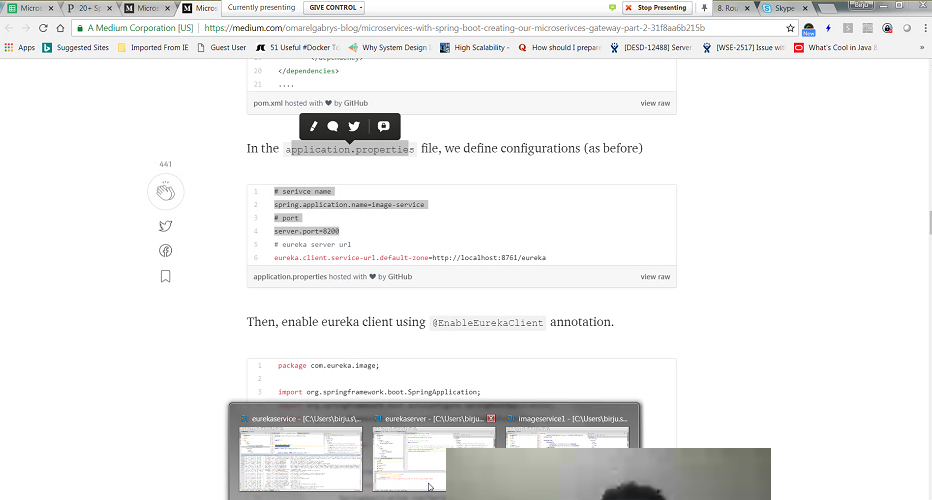 Micros
20+ Sp
Micros
Micros
Currently presenting
GIVE CONTROL
Stop Presenting
8. Rou
Skype
Birju
A Medium Corporation [US]
https://medium.com/omarelgabrys-blog/microservices-with-spring-boot-creating-our-microserivces-gateway-part-2-31f8aa6b215b
New
Apps
Suggested Sites
Imported From IE
Guest User
51 Useful #Docker To
Why System Design I
High Scalability -
How should I prepare
[DESD-12488] Server
[WSE-2517] Issue with
What's Cool in Java 8
20 </dependencies>
21 ....
pom.xml hosted with ❤ by GitHub
view raw
In the application.properties file, we define configurations (as before)
441
1 # serivce name
2 spring.application.name=image-service
3 # port
4 server.port=8200
5 # eureka server url
6 eureka.client.service-url.default-zone=http://localhost:8761/eureka
application.properties hosted with ❤ by GitHub
view raw
Then, enable eureka client using @EnableEurekaClient annotation.
1 package com.eureka.image;
2
3 import org.springframework.boot.SpringApplication;
eurekaservice - [C:\Users\birju.s\...
eurekaserver - [C:\Users\birju...
imageservice1 - [C:\Users\birju.s...